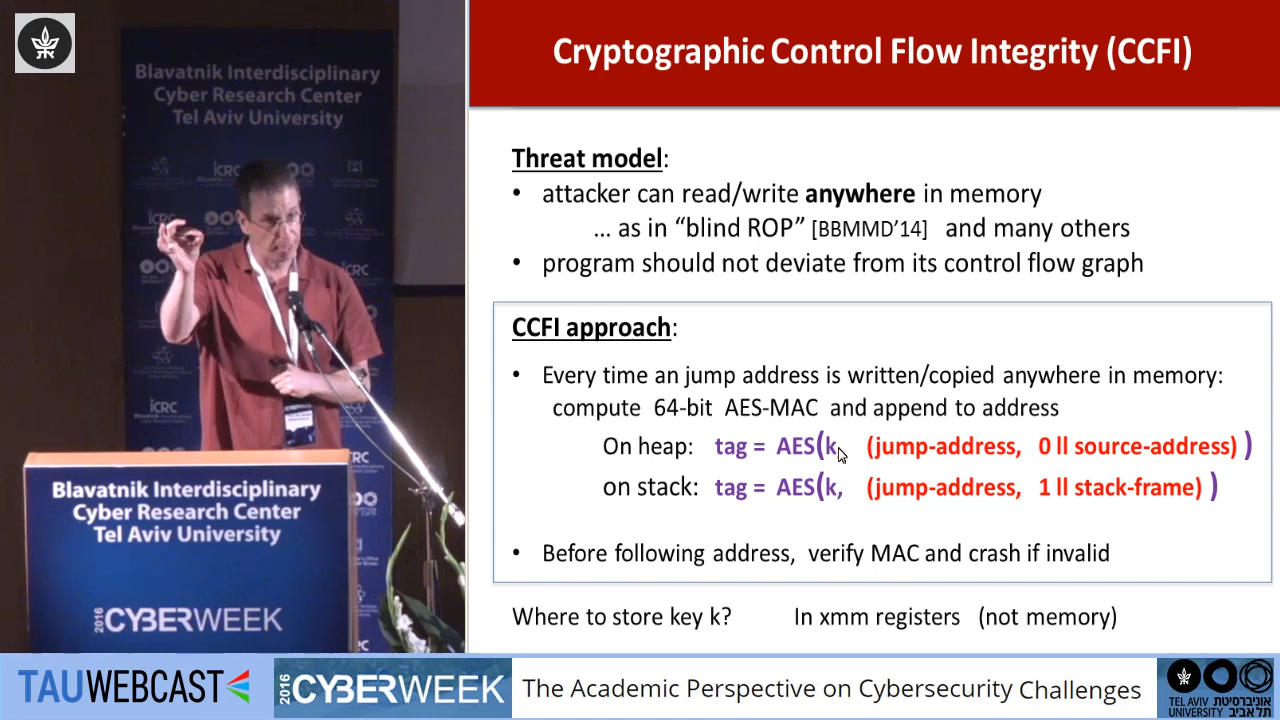 Blavatnik Interdisciplinary
Cyber Research Center
Tel Aviv University
ICRC
ICRC
ICRC
ICRC
Blavatnik Interdisciplinary
Cyber Research Center
Tel Aviv University
2016 CYBERWEEK
Cryptographic Control Flow Integrity (CCFI)
Threat model:
• attacker can read/write anywhere in memory
... as in “blind ROP” [BBMMD’14] and many others
• program should not deviate from its control flow graph
CCFI approach:
• Every time an jump address is written/copied anywhere in memory:
compute 64-bit AES-MAC and append to address
On heap: tag = AES(k, (jump-address, 0 ll source-address) )
on stack: tag = AES(k, (jump-address, 1 ll stack-frame) )
• Before following address, verify MAC and crash if invalid
Where to store key k? In xmm registers (not memory)
TAUWEBCAST
2016 CYBERWEEK
The Academic Perspective on Cybersecurity Challenges
TEL AVIV אוניברסיטת
UNIVERSITY תל אביב